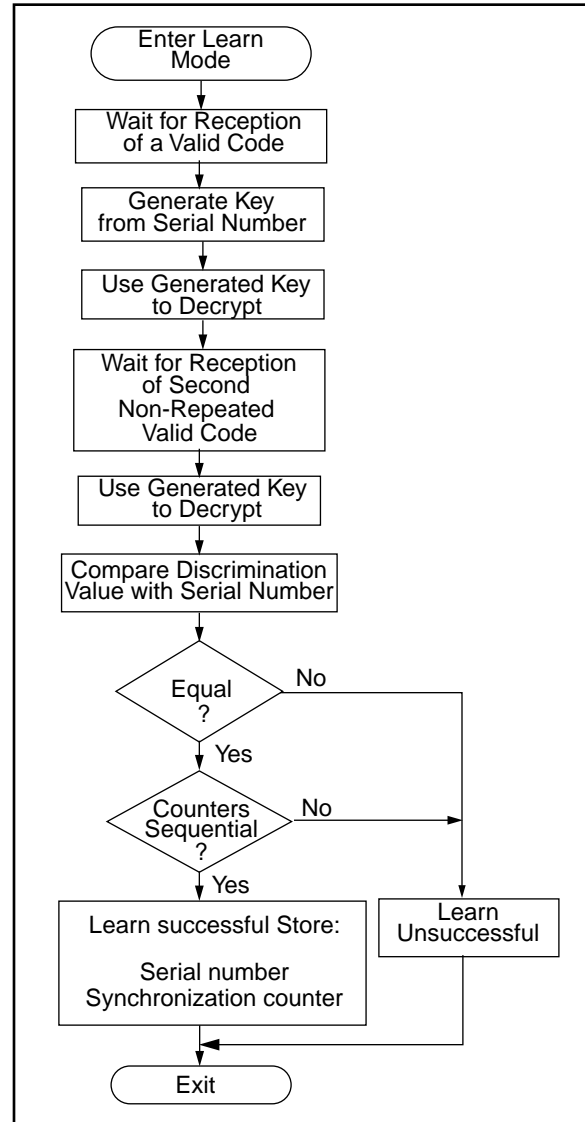 Enter Learn
Mode
Wait for Reception
of a Valid Code
Generate Key
from Serial Number
Use Generated Key
to Decrypt
Wait for Reception
of Second
Non-Repeated
Valid Code
Use Generated Key
to Decrypt
Compare Discrimination
Value with Serial Number
Equal
?
No
Yes
Counters
Sequential
?
No
Yes
Learn successful Store:
Serial number
Synchronization counter
Learn
Unsuccessful
Exit